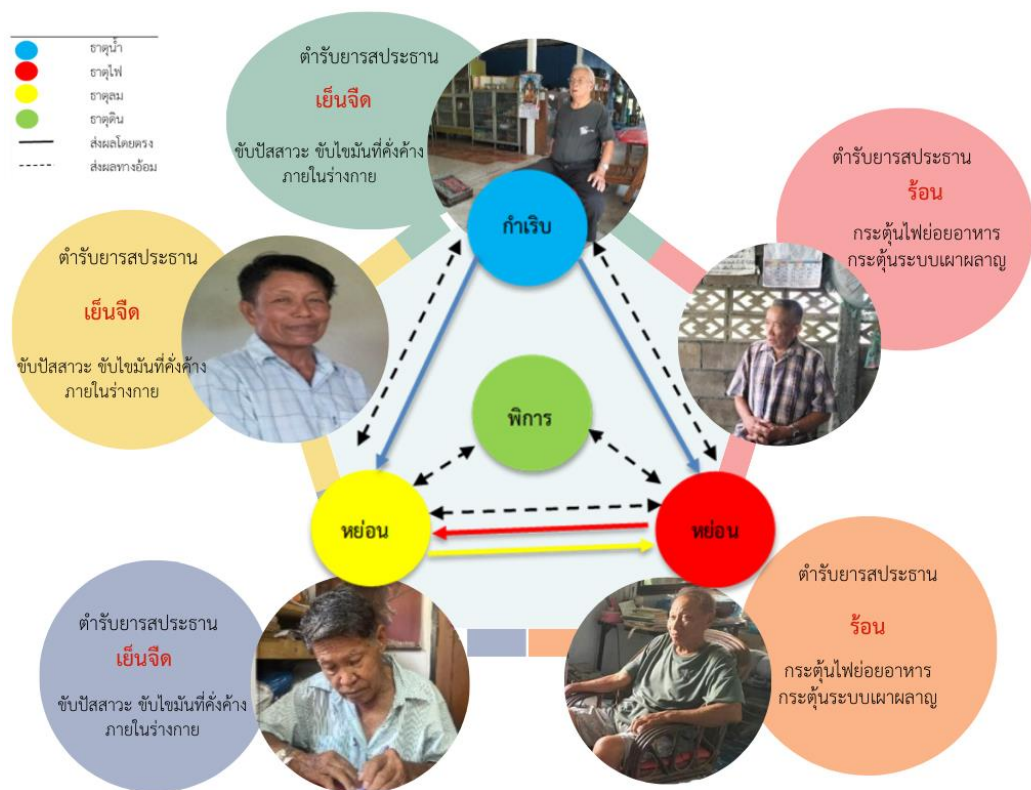 ธาตุน้ำ
ธาตุไฟ
ธาตุลม
ธาตุดิน
ส่งผลโดยตรง
ส่งผลทางอ้อม
ตำรับยารสประธาน
เย็นจืด
ขับปัสสาวะ ขับไขมันที่คั่งค้าง
ภายในร่างกาย
ตำรับยารสประธาน
ร้อน
กระตุ้นไฟย่อยอาหาร
กระตุ้นระบบเผาผลาญ
กำเริบ
ตำรับยารสประธาน
เย็นจืด
ขับปัสสาวะ ขับไขมันที่คั่งค้าง
ภายในร่างกาย
พิการ
หย่อน
หย่อน
ตำรับยารสประธาน
เย็นจืด
ขับปัสสาวะ ขับไขมันที่คั่งค้าง
ภายในร่างกาย
ตำรับยารสประธาน
ร้อน
กระตุ้นไฟย่อยอาหาร
กระตุ้นระบบเผาผลาญ